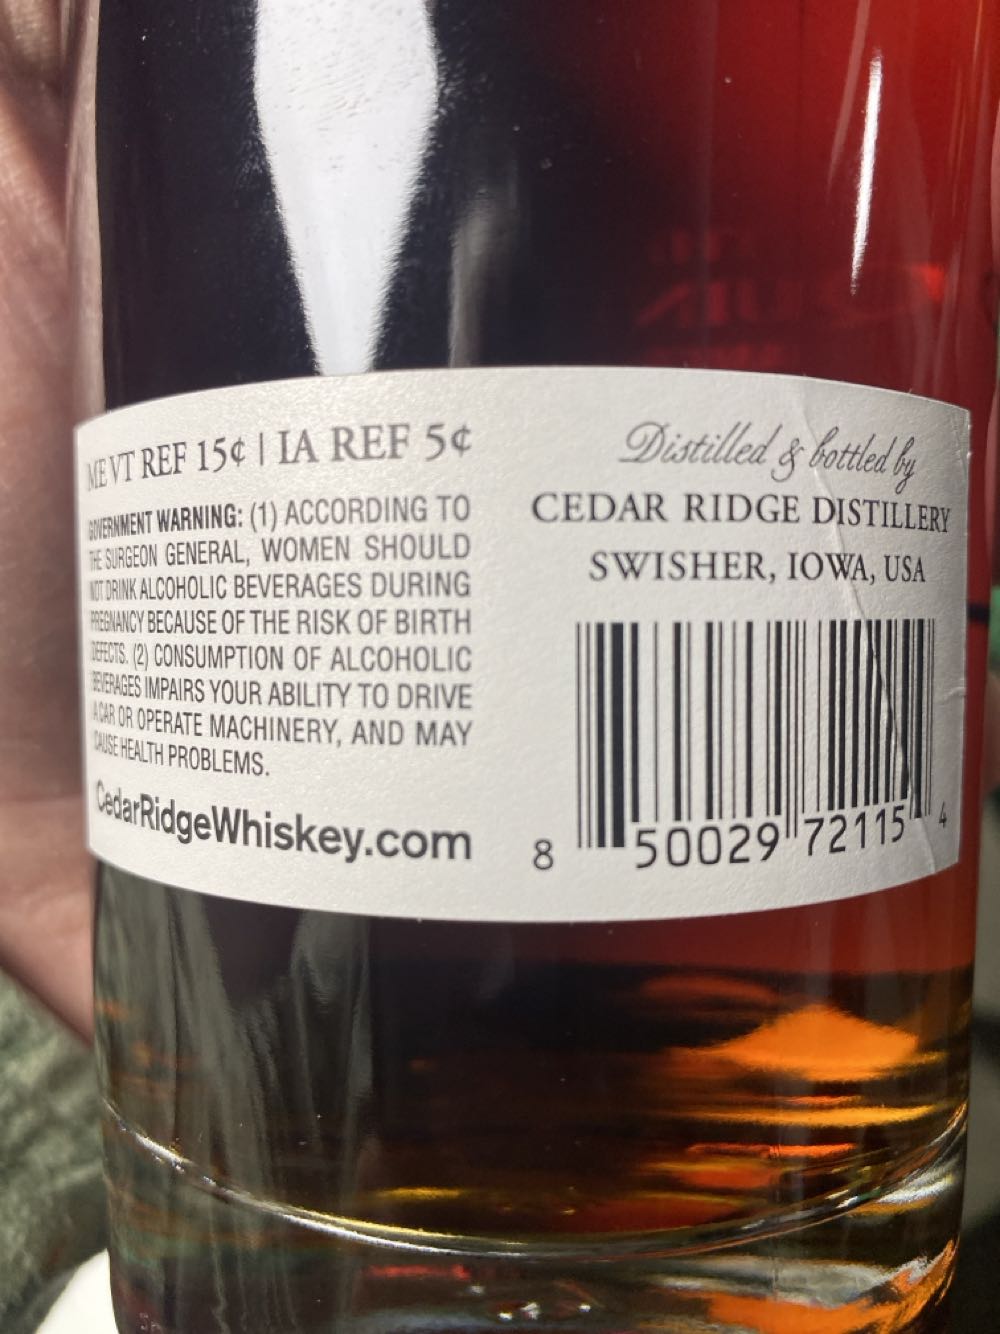 ME VT REF 15¢ | IA REF 5¢
GOVERNMENT WARNING: (1) ACCORDING TO
THE SURGEON GENERAL, WOMEN SHOULD
NOT DRINK ALCOHOLIC BEVERAGES DURING
PREGNANCY BECAUSE OF THE RISK OF BIRTH
DEFECTS. (2) CONSUMPTION OF ALCOHOLIC
BEVERAGES IMPAIRS YOUR ABILITY TO DRIVE
A CAR OR OPERATE MACHINERY, AND MAY
CAUSE HEALTH PROBLEMS.
CedarRidgeWhiskey.com
Distilled & bottled by
CEDAR RIDGE DISTILLERY
SWISHER, IOWA, USA
8 50029 72115 4